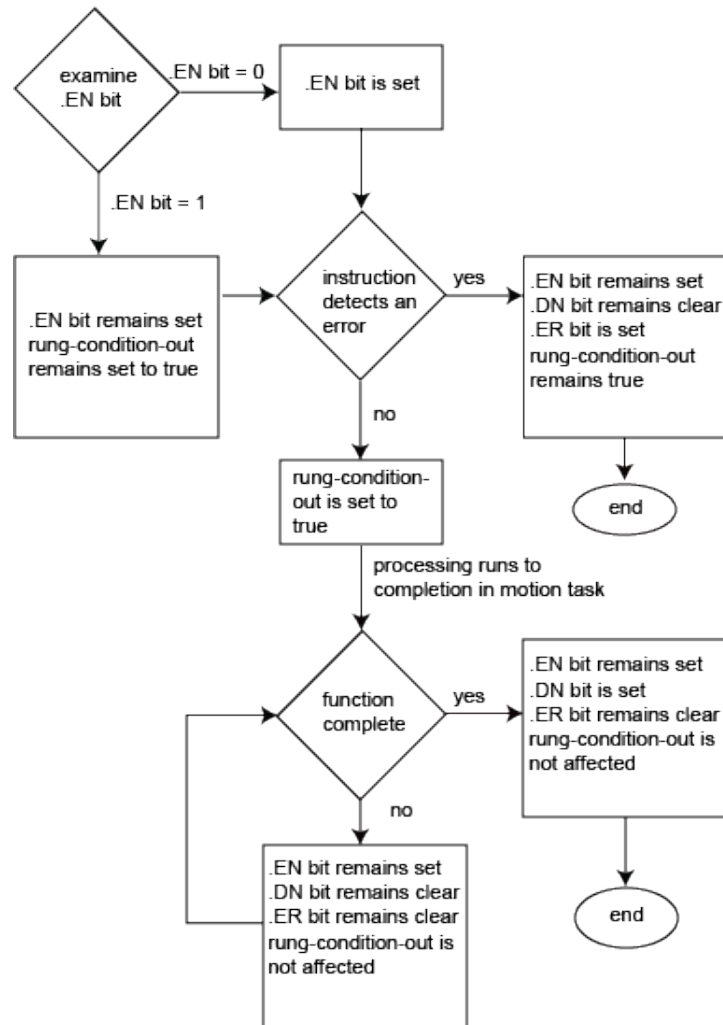 examine
.EN bit
.EN bit = 0
.EN bit is set
.EN bit = 1
.EN bit remains set
rung-condition-out
remains set to true
instruction
detects an
error
yes
.EN bit remains set
.DN bit remains clear
.ER bit is set
rung-condition-out
remains true
end
no
rung-condition-
out is set to
true
processing runs to
completion in motion task
function
complete
yes
.EN bit remains set
.DN bit is set
.ER bit remains clear
rung-condition-out is
not affected
end
no
.EN bit remains set
.DN bit remains clear
.ER bit remains clear
rung-condition-out is
not affected